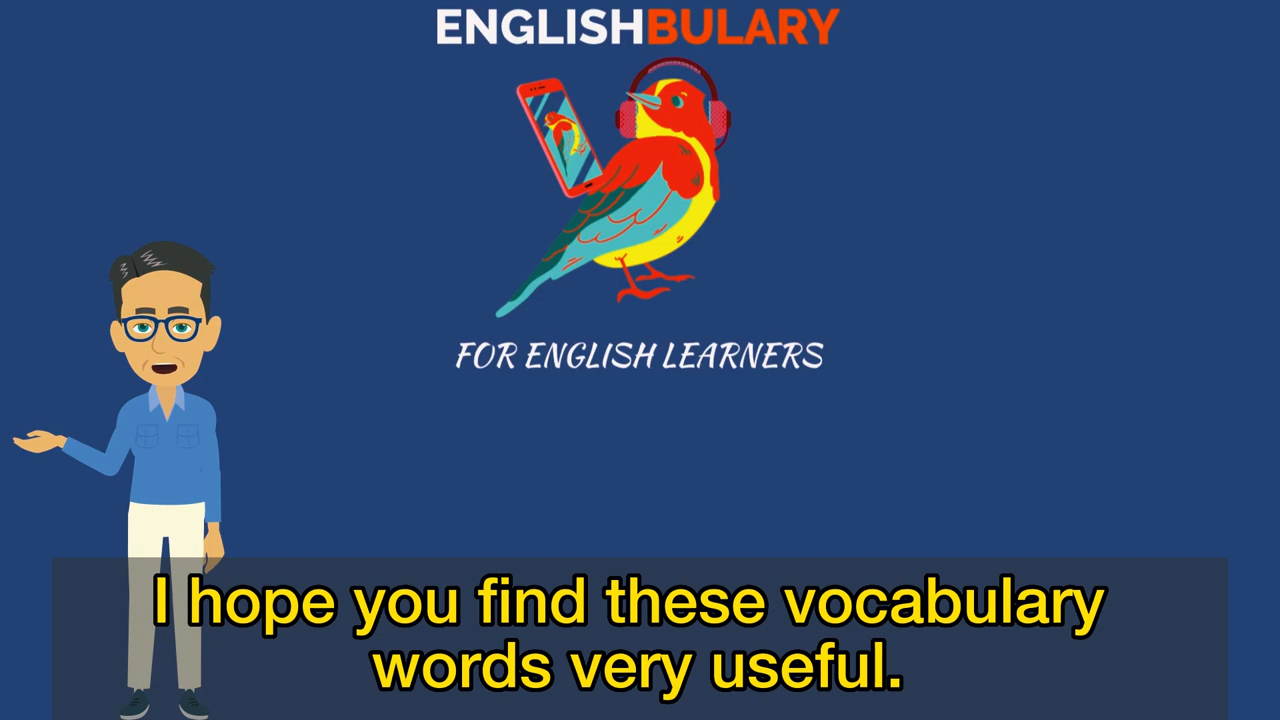 ENGLISHBULARY
FOR ENGLISH LEARNERS
I hope you find these vocabulary
words very useful.